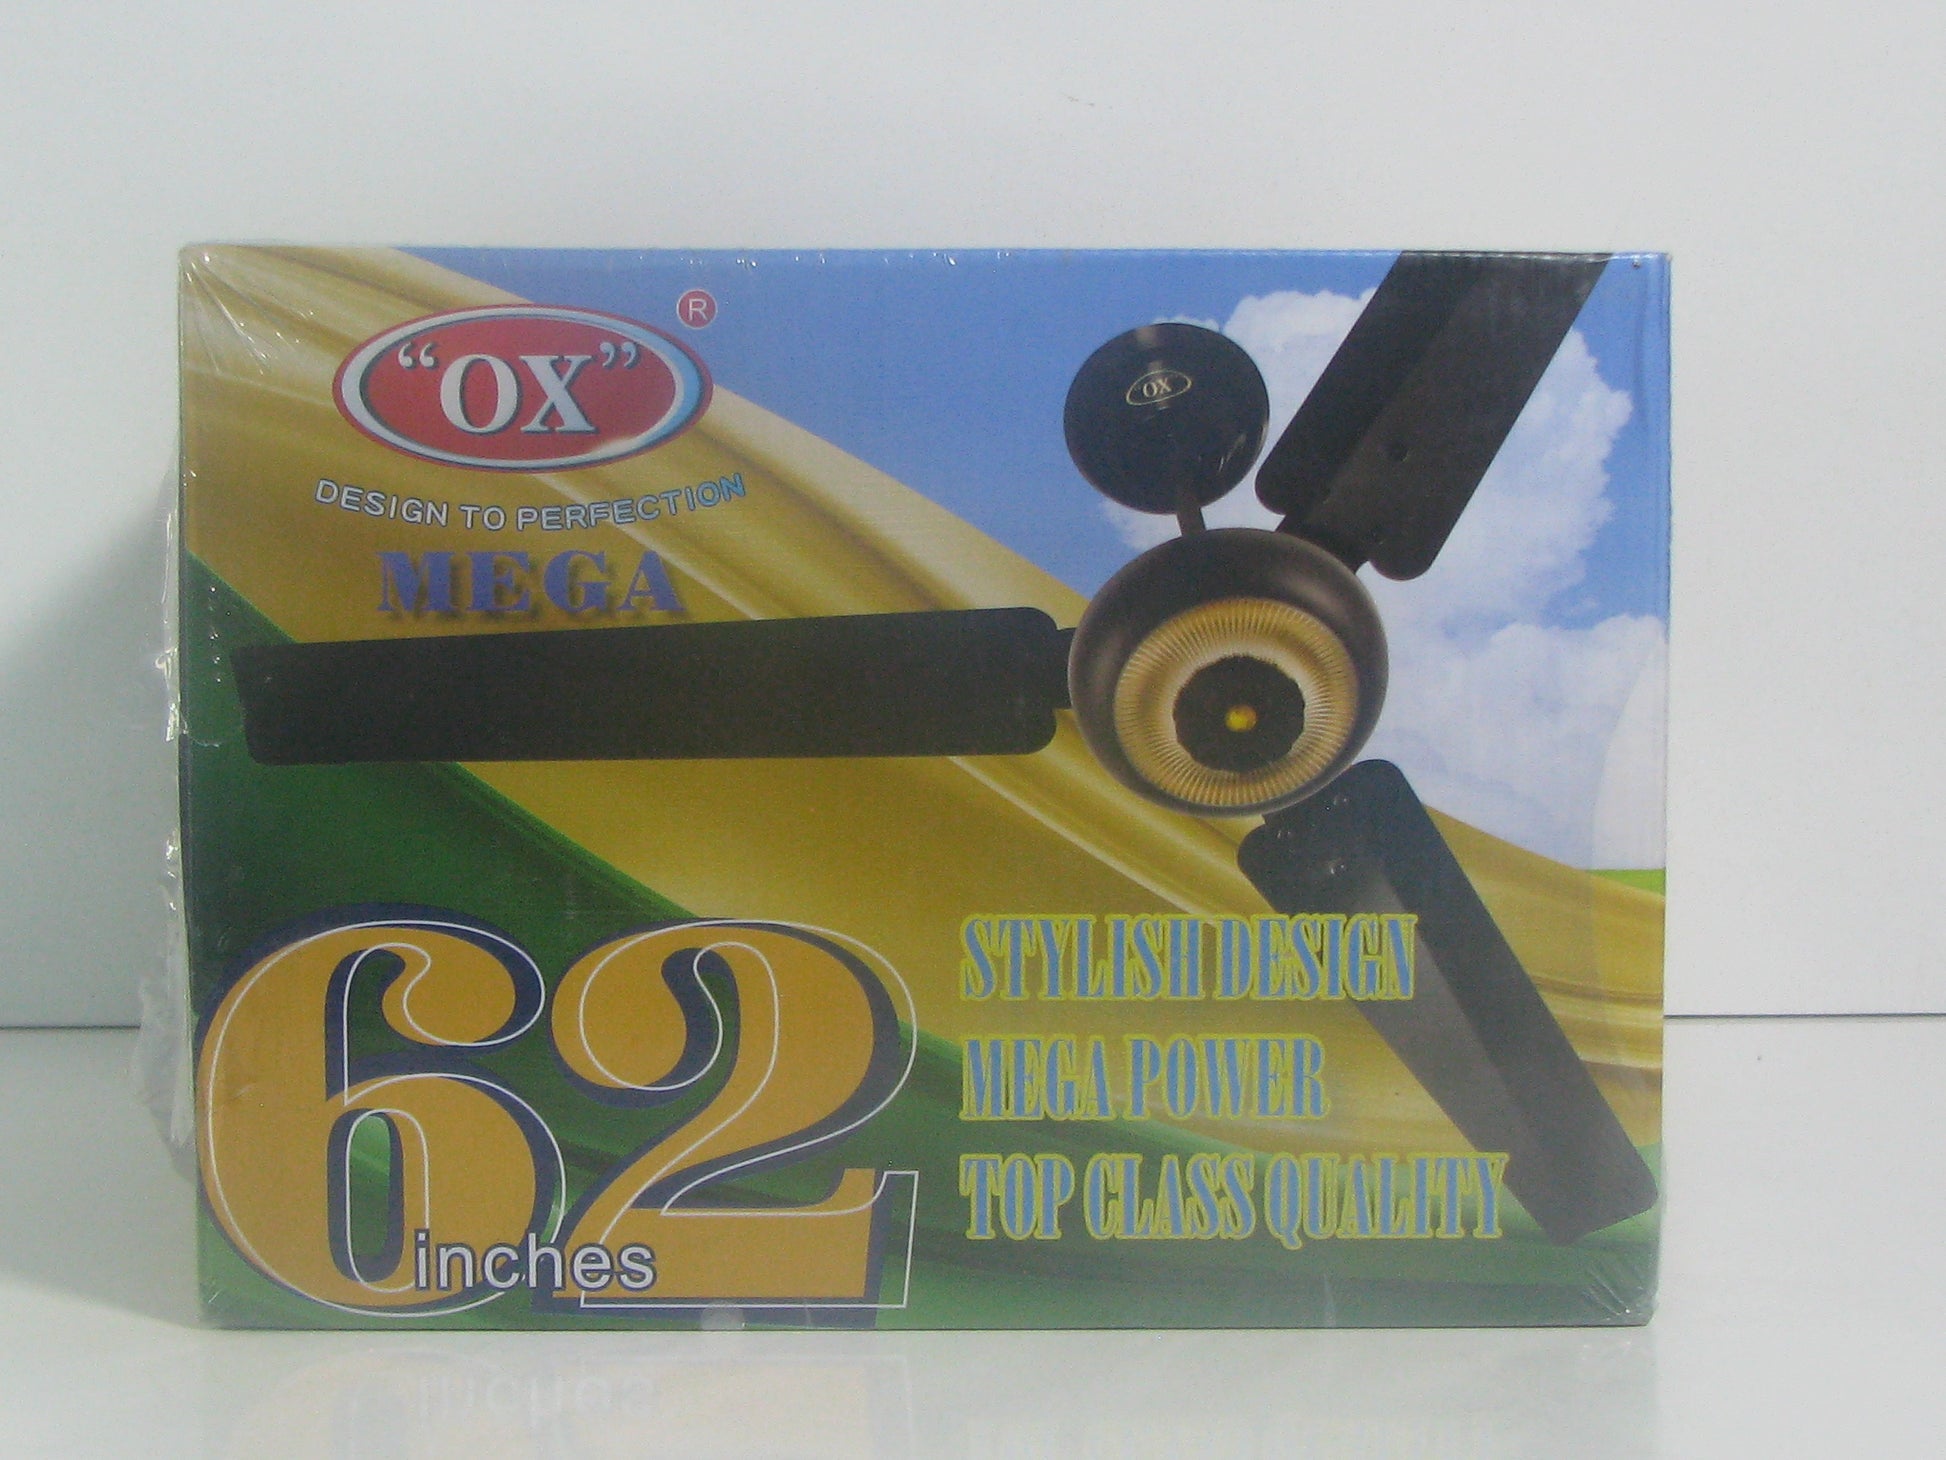 "OX" ®
DESIGN TO PERFECTION
MEGA
OX
62
inches
STYLISH DESIGN
MEGA POWER
TOP CLASS QUALITY